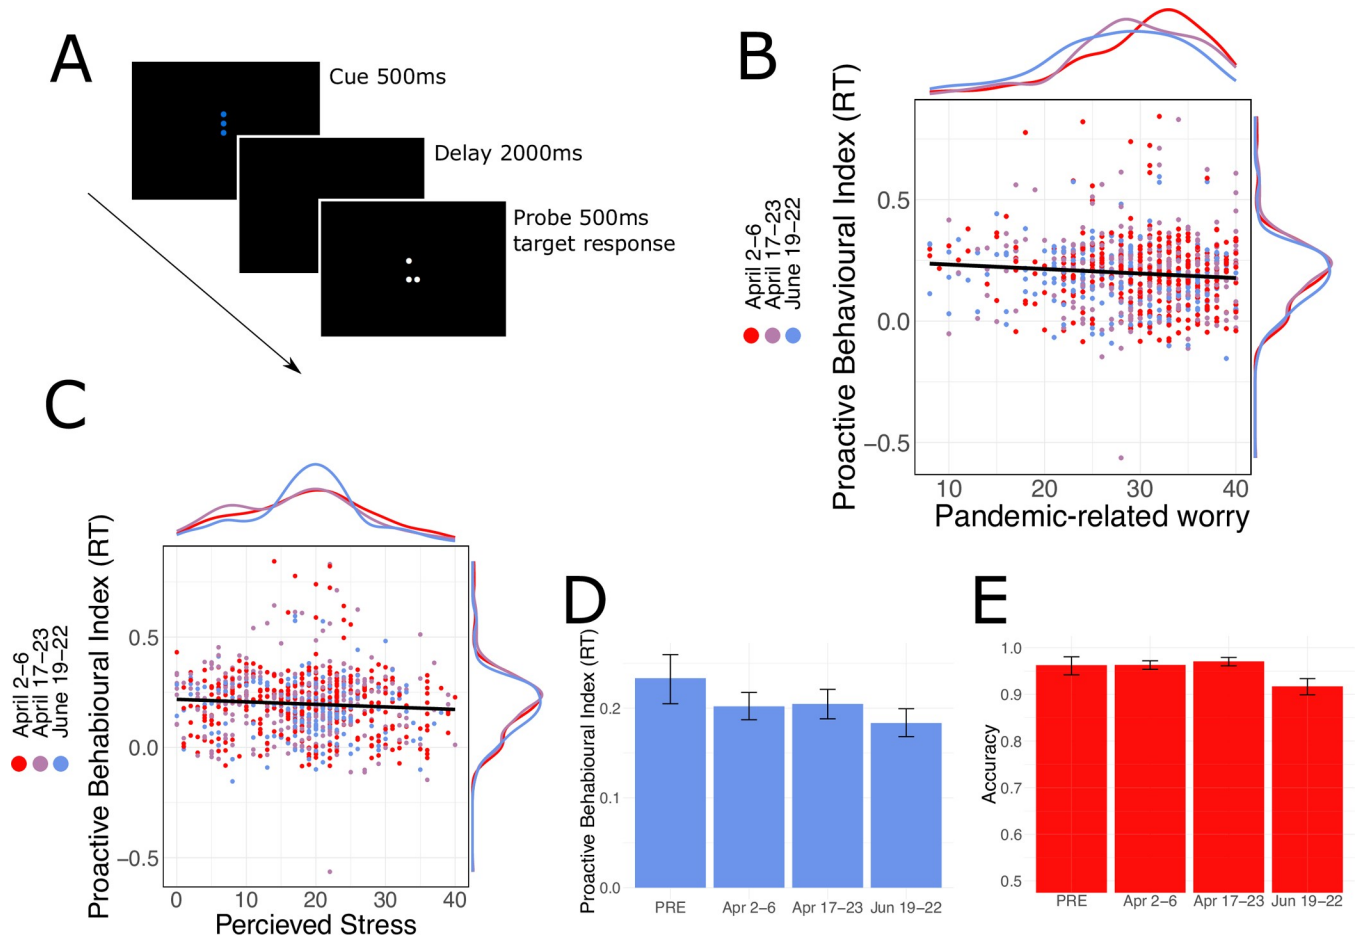 A
Cue 500ms
Delay 2000ms
Probe 500ms
target response
B
Proactive Behavioural Index (RT)
0.5
0.0
−0.5
10 20 30 40
Pandemic-related worry
April 2−6
April 17−23
June 19−22
C
Proactive Behabioural Index (RT)
0.5
0.0
−0.5
0 10 20 30 40
Percieved Stress
April 2−6
April 17−23
June 19−22
D
Proactive Behabioural Index (RT)
0.2
0.1
0.0
PRE Apr 2−6 Apr 17−23 Jun 19−22
E
Accuracy
1.0
0.9
0.8
0.7
0.6
0.5
PRE Apr 2−6 Apr 17−23 Jun 19−22